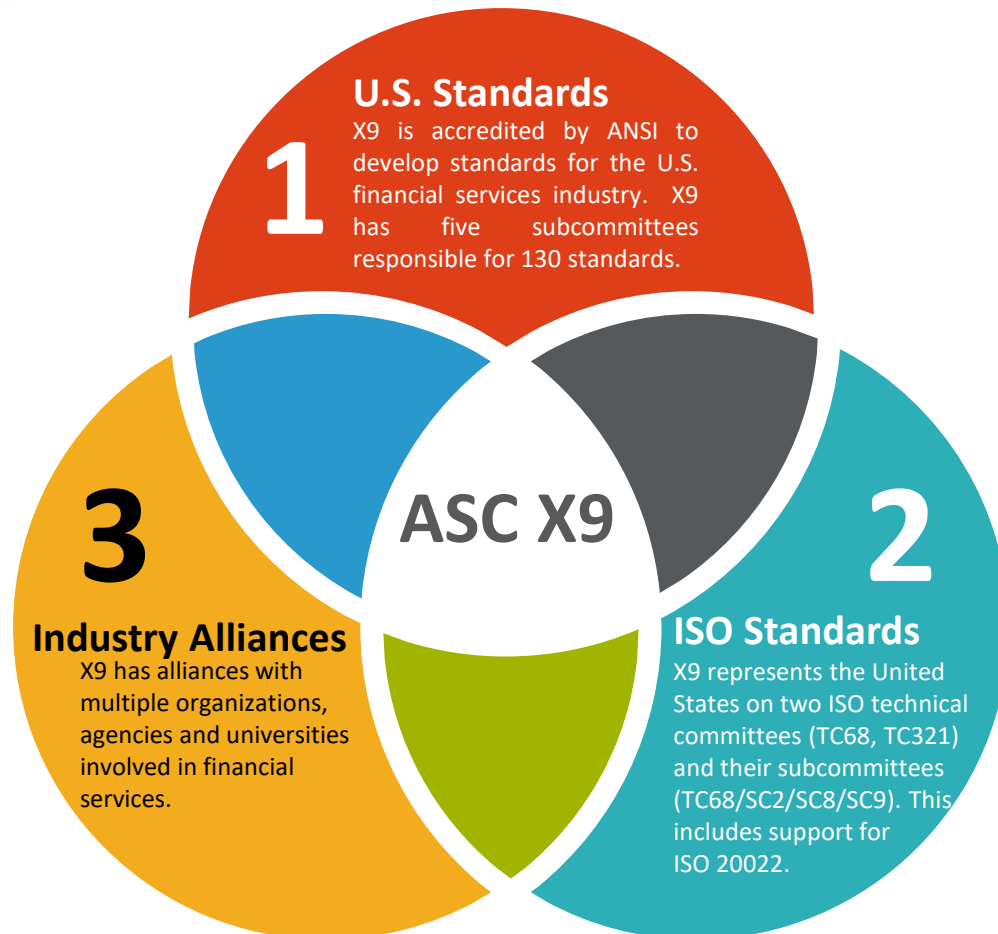 U.S. Standards
1
X9 is accredited by ANSI to
develop standards for the U.S.
financial services industry. X9
has five subcommittees
responsible for 130 standards.
ASC X9
2
ISO Standards
X9 represents the United
States on two ISO technical
committees (TC68, TC321)
and their subcommittees
(TC68/SC2/SC8/SC9). This
includes support for
ISO 20022.
3
Industry Alliances
X9 has alliances with
multiple organizations,
agencies and universities
involved in financial
services.